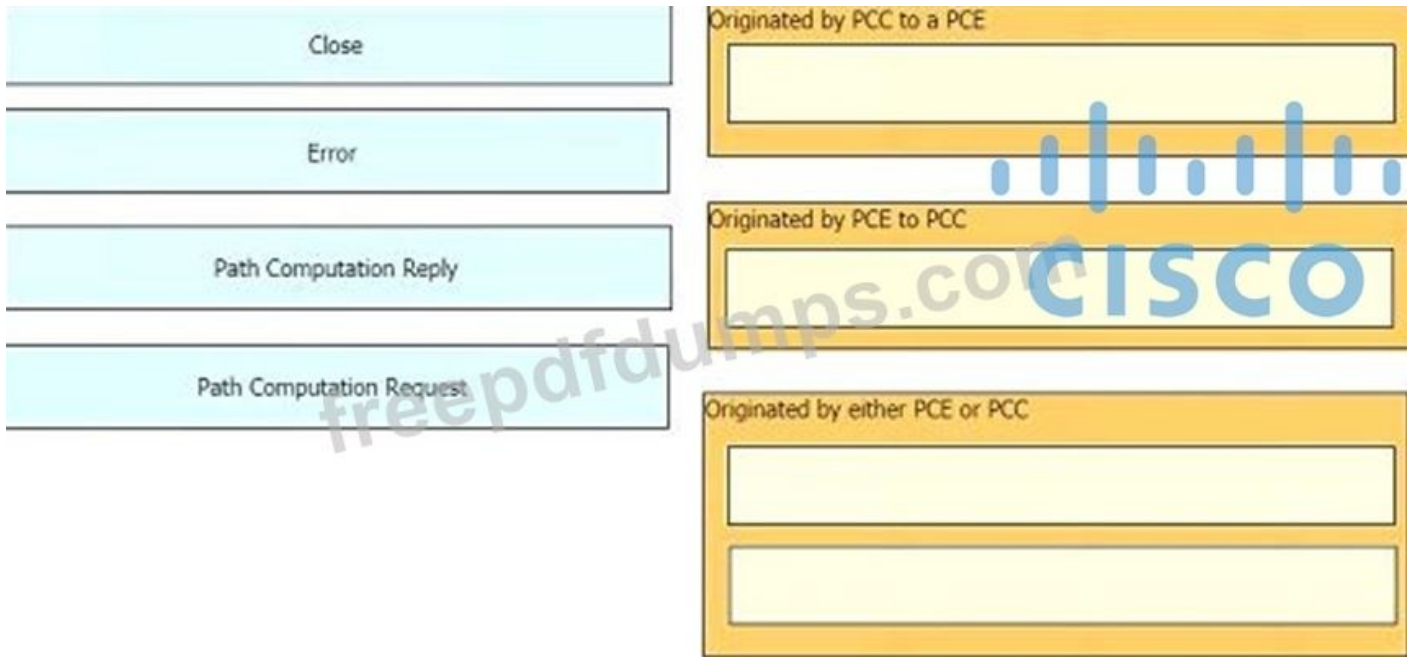 Close
Error
Path Computation Reply
Path Computation Request
Originated by PCC to a PCE
Originated by PCE to PCC
Originated by either PCE or PCC
CISCO
freepdfdumps.com